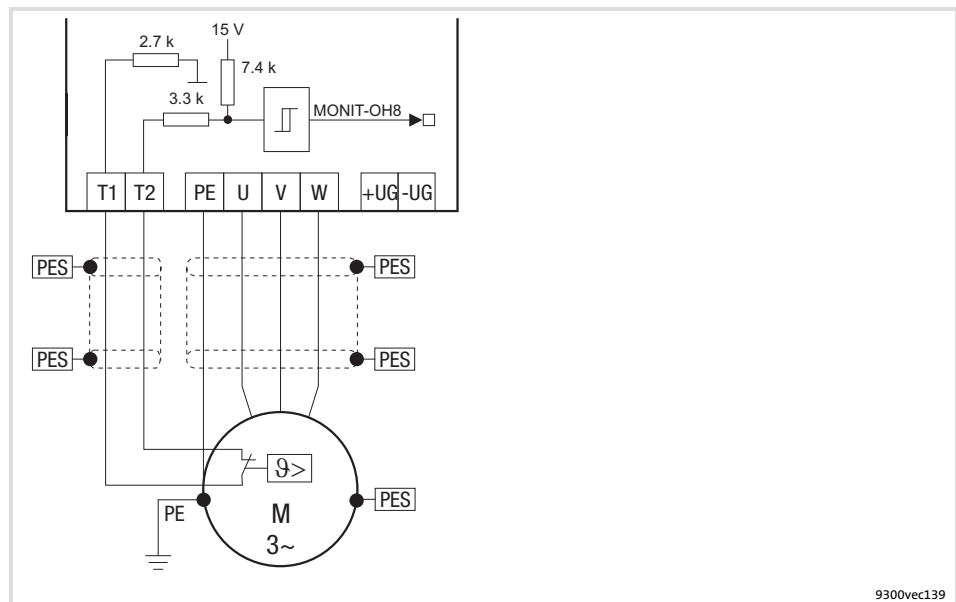 15 V
2.7 k
7.4 k
3.3 k
MONIT-OH8
T1 T2 PE U V W +UG -UG
PES PES
PES PES
ϑ>
PES
PE
M
3~
9300vec139